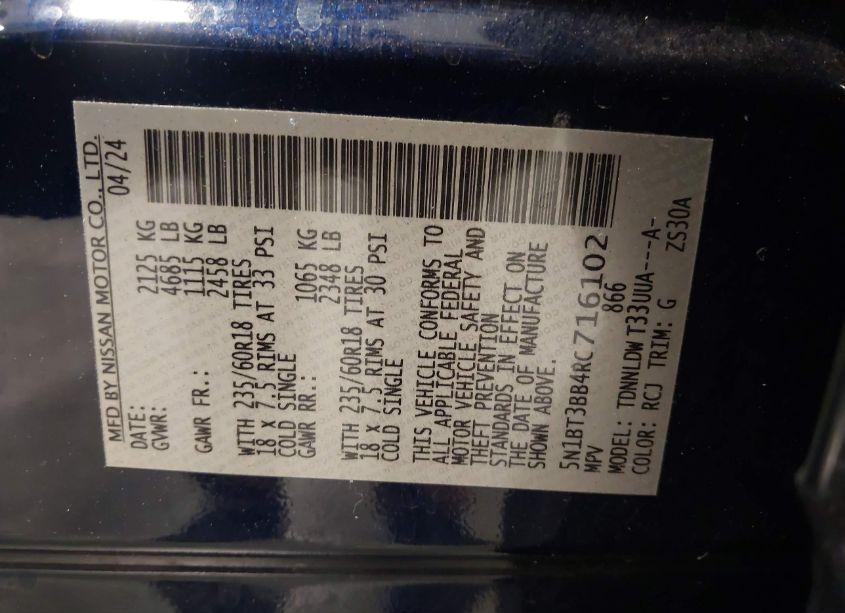 MFD BY NISSAN MOTOR CO., LTD.
DATE: 04/24
GVWR: 2125 KG
4685 LB
GAWR FR.: 1115 KG
2458 LB
WITH 235/60R18 TIRES
18 X 7.5 RIMS AT 33 PSI
COLD SINGLE
GAWR RR.: 1065 KG
2348 LB
WITH 235/60R18 TIRES
18 X 7.5 RIMS AT 30 PSI
COLD SINGLE
THIS VEHICLE CONFORMS TO
ALL APPLICABLE FEDERAL
MOTOR VEHICLE SAFETY AND
THEFT PREVENTION
STANDARDS IN EFFECT ON
THE DATE OF MANUFACTURE
SHOWN ABOVE.
5N1BT3BB4RC716102
MPV 866
MODEL: TDNNLDW T33UUA---A-
COLOR: RCJ TRIM: G ZS30A